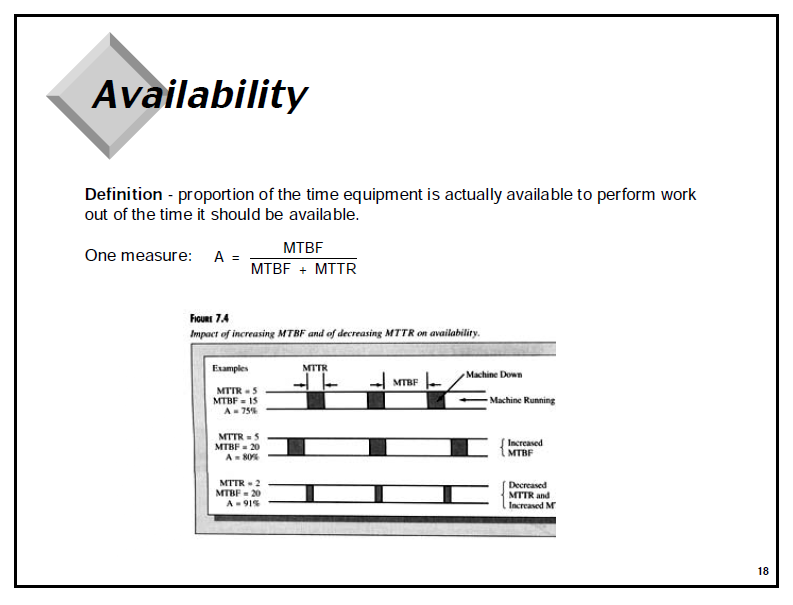 Availability
Definition - proportion of the time equipment is actually available to perform work
out of the time it should be available.
One measure: A = MTBF
MTBF + MTTR
FIGURE 7.4
Impact of increasing MTBF and of decreasing MTTR on availability.
Examples
MTTR
MTBF
Machine Down
Machine Running
MTTR = 5
MTBF = 15
A = 75%
MTTR = 5
MTBF = 20
A = 80%
Increased
MTBF
MTTR = 2
MTBF = 20
A = 91%
Decreased
MTTR and
Increased M
18